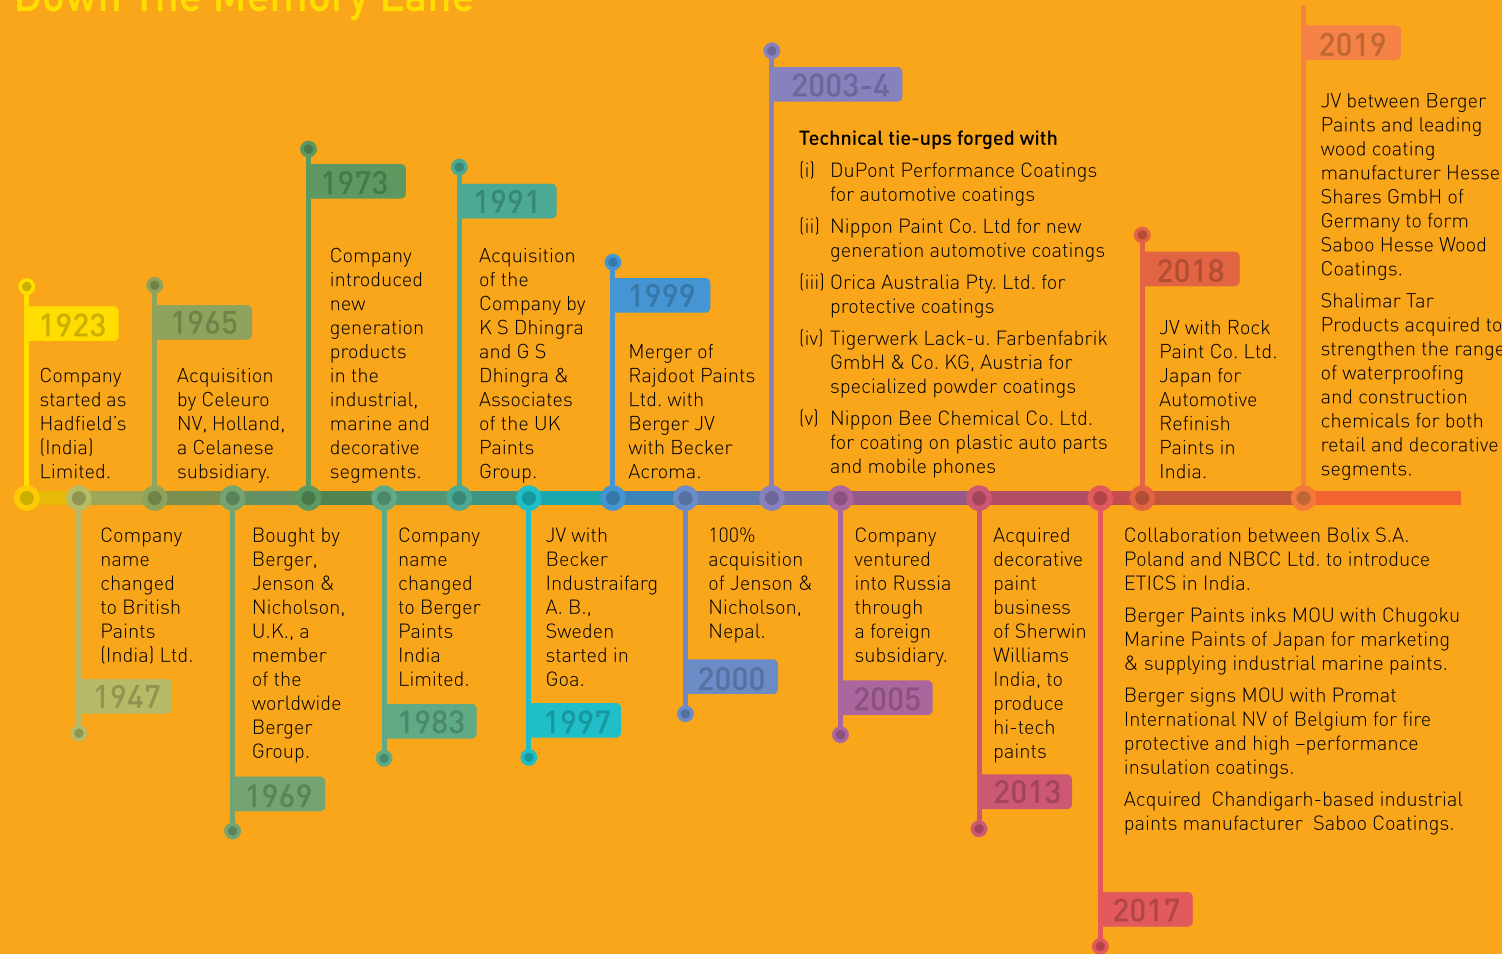 Down The Memory Lane
1923
Company
started as
Hadfield's
(India)
Limited.
1947
Company
name
changed
to British
Paints
(India) Ltd.
1965
Acquisition
by Celeuro
NV, Holland,
a Celanese
subsidiary.
1969
Bought by
Berger,
Jenson &
Nicholson,
U.K., a
member
of the
worldwide
Berger
Group.
1973
Company
introduced
new
generation
products
in the
industrial,
marine and
decorative
segments.
1983
Company
name
changed
to Berger
Paints
India
Limited.
1991
Acquisition
of the
Company by
K S Dhingra
and G S
Dhingra &
Associates
of the UK
Paints
Group.
1997
JV with
Becker
Industraifarg
A. B.,
Sweden
started in
Goa.
1999
Merger of
Rajdoot Paints
Ltd. with
Berger JV
with Becker
Acroma.
2000
100%
acquisition
of Jenson &
Nicholson,
Nepal.
2003-4
Technical tie-ups forged with
(i) DuPont Performance Coatings
for automotive coatings
(ii) Nippon Paint Co. Ltd for new
generation automotive coatings
(iii) Orica Australia Pty. Ltd. for
protective coatings
(iv) Tigerwerk Lack-u. Farbenfabrik
GmbH & Co. KG, Austria for
specialized powder coatings
(v) Nippon Bee Chemical Co. Ltd.
for coating on plastic auto parts
and mobile phones
2005
Company
ventured
into Russia
through
a foreign
subsidiary.
2013
Acquired
decorative
paint
business
of Sherwin
Williams
India, to
produce
hi-tech
paints
2017
Collaboration between Bolix S.A.
Poland and NBCC Ltd. to introduce
ETICS in India.
Berger Paints inks MOU with Chugoku
Marine Paints of Japan for marketing
& supplying industrial marine paints.
Berger signs MOU with Promat
International NV of Belgium for fire
protective and high –performance
insulation coatings.
Acquired Chandigarh-based industrial
paints manufacturer Saboo Coatings.
2018
JV with Rock
Paint Co. Ltd.
Japan for
Automotive
Refinish
Paints in
India.
2019
JV between Berger
Paints and leading
wood coating
manufacturer Hesse
Shares GmbH of
Germany to form
Saboo Hesse Wood
Coatings.
Shalimar Tar
Products acquired to
strengthen the range
of waterproofing
and construction
chemicals for both
retail and decorative
segments.